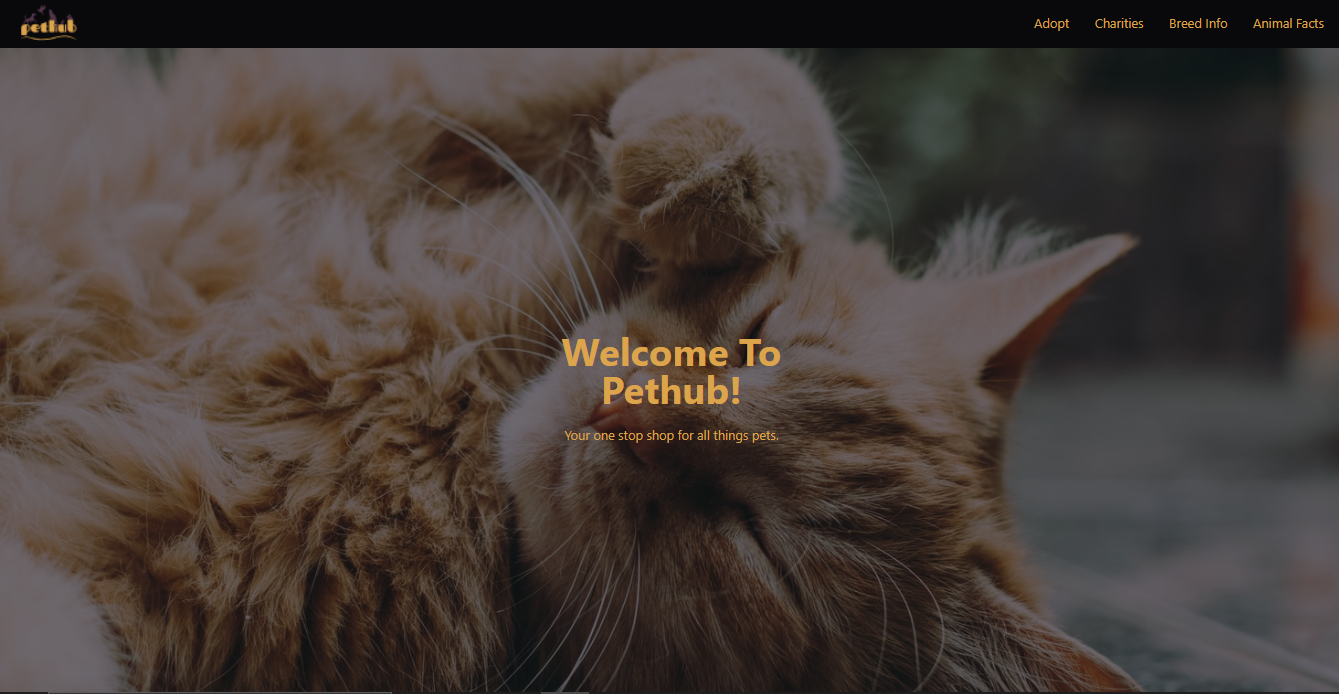 pethub
Adopt
Charities
Breed Info
Animal Facts
Welcome To
Pethub!
Your one stop shop for all things pets.